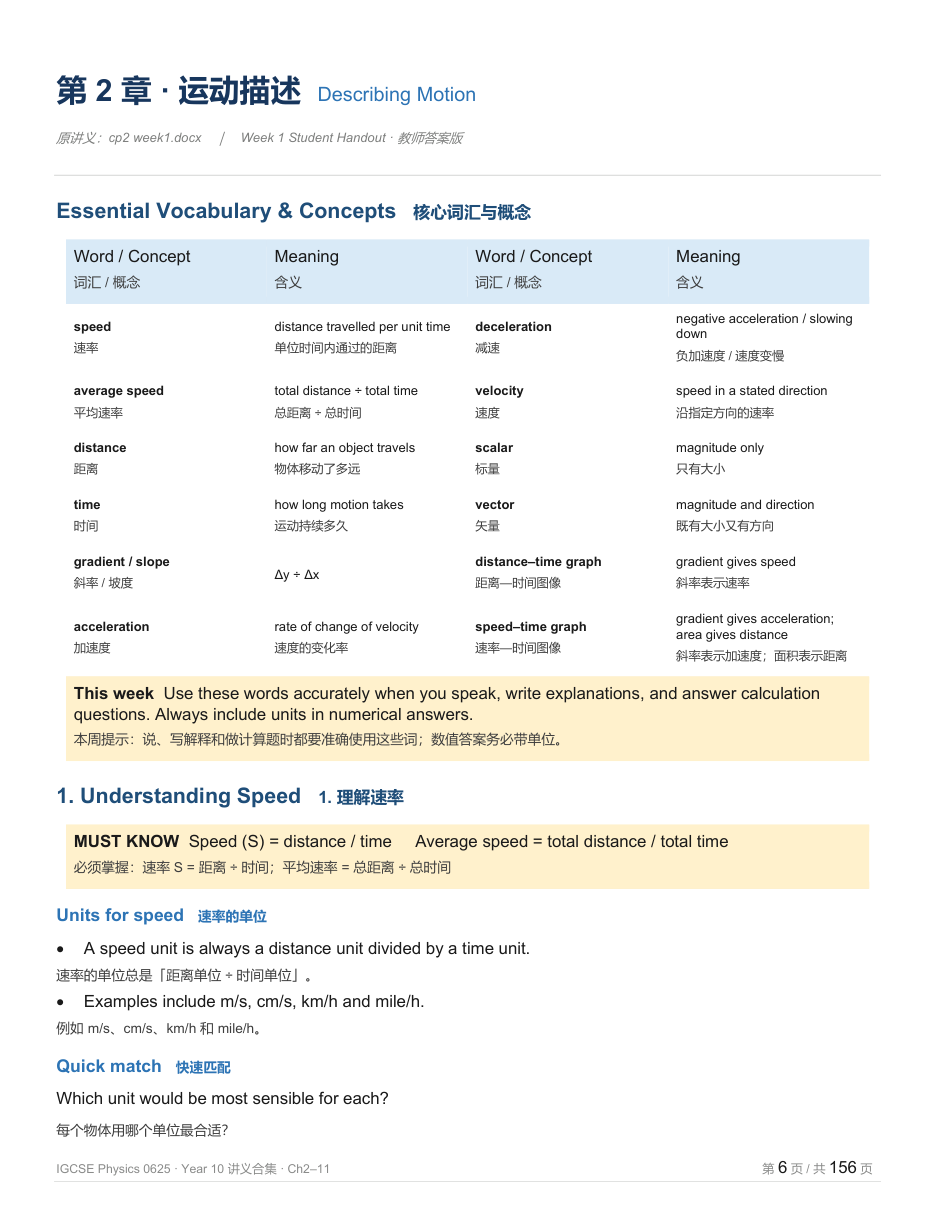 第 2 章 · 运动描述 Describing Motion
原讲义：cp2 week1.docx / Week 1 Student Handout · 教师答案版
Essential Vocabulary & Concepts 核心词汇与概念
Word / Concept Meaning Word / Concept Meaning
词汇 / 概念 含义 词汇 / 概念 含义
speed distance travelled per unit time deceleration negative acceleration / slowing
down
速率 单位时间内通过的距离 减速 负加速度 / 速度变慢
average speed total distance ÷ total time velocity speed in a stated direction
平均速率 总距离 ÷ 总时间 速度 沿指定方向的速率
distance how far an object travels scalar magnitude only
距离 物体移动了多远 标量 只有大小
time how long motion takes vector magnitude and direction
时间 运动持续多久 矢量 既有大小又有方向
gradient / slope Δy ÷ Δx distance–time graph gradient gives speed
斜率 / 坡度 距离—时间图像 斜率表示速率
acceleration rate of change of velocity speed–time graph gradient gives acceleration;
area gives distance
加速度 速度的变化率 速率—时间图像 斜率表示加速度；面积表示距离
This week Use these words accurately when you speak, write explanations, and answer calculation
questions. Always include units in numerical answers.
本周提示：说、写解释和做计算题时都要准确使用这些词；数值答案务必带单位。
1. Understanding Speed 1. 理解速率
MUST KNOW Speed (S) = distance / time Average speed = total distance / total time
必须掌握：速率 S = 距离 ÷ 时间；平均速率 = 总距离 ÷ 总时间
Units for speed 速率的单位
• A speed unit is always a distance unit divided by a time unit.
速率的单位总是「距离单位 ÷ 时间单位」。
• Examples include m/s, cm/s, km/h and mile/h.
例如 m/s、cm/s、km/h 和 mile/h。
Quick match 快速匹配
Which unit would be most sensible for each?
每个物体用哪个单位最合适?
IGCSE Physics 0625 · Year 10 讲义合集 · Ch2–11 第 6 页 / 共 156 页